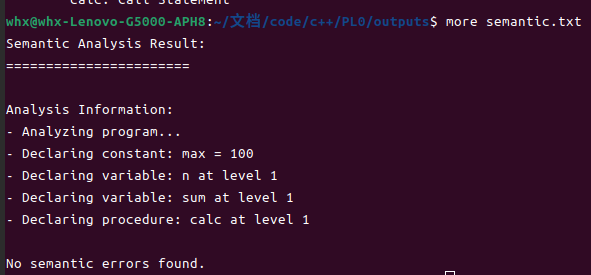 Calc: Call Statement
whx@whx-Lenovo-G5000-APH8:~/文档/code/c++/PL0/outputs$ more semantic.txt
Semantic Analysis Result:
=======================
Analysis Information:
- Analyzing program...
- Declaring constant: max = 100
- Declaring variable: n at level 1
- Declaring variable: sum at level 1
- Declaring procedure: calc at level 1
No semantic errors found.